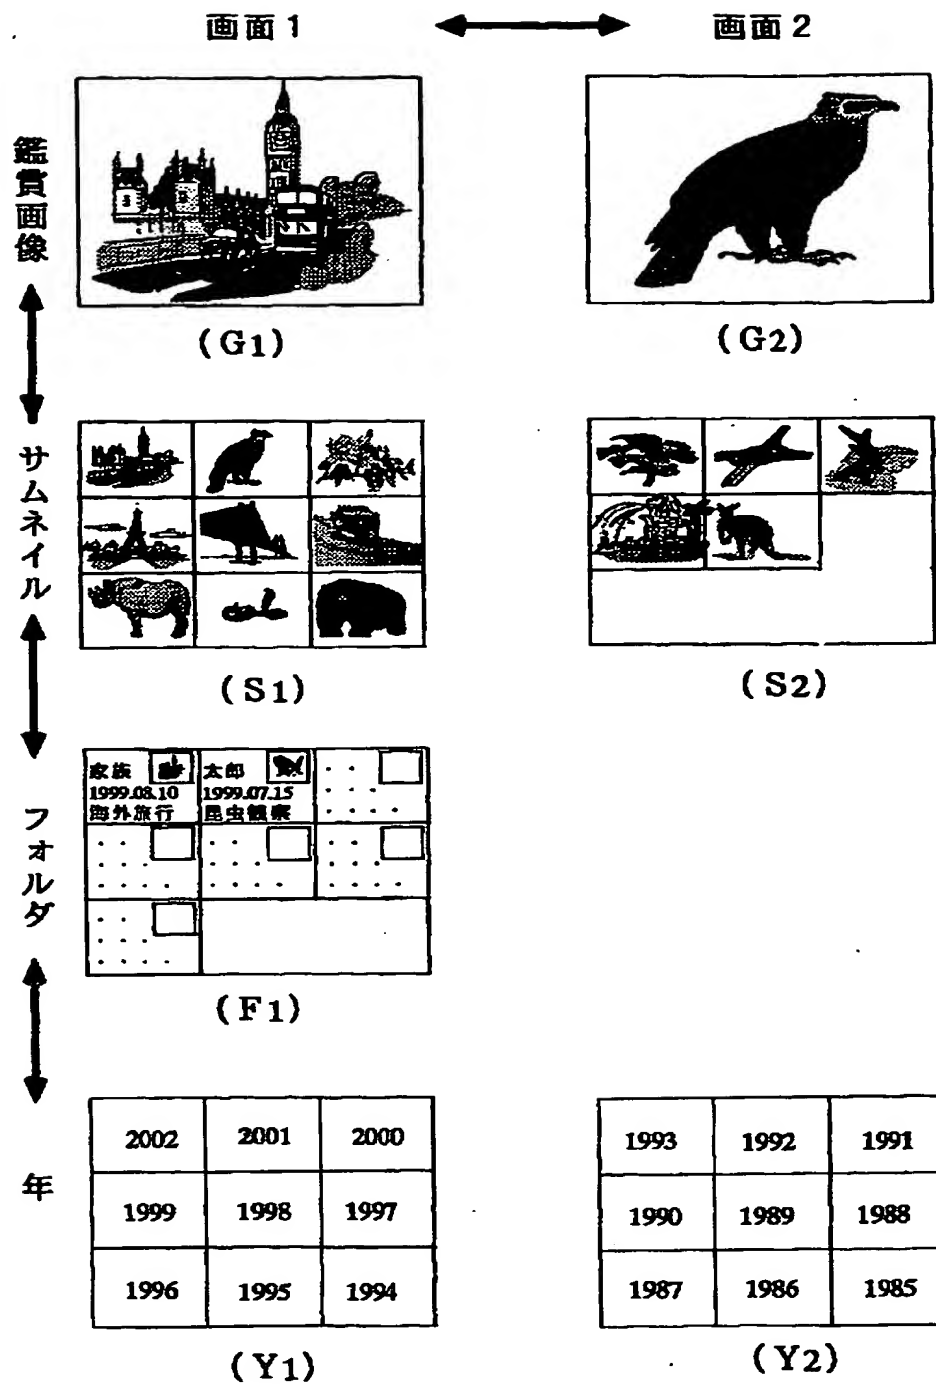 画面1 画面2
鑑賞画像
(G1) (G2)
サムネイル
(S1) (S2)
フォルダ
家族 太郎
1999.08.10 1999.07.15
海外旅行 昆虫観察
(F1)
年
2002 2001 2000 1993 1992 1991
1999 1998 1997 1990 1989 1988
1996 1995 1994 1987 1986 1985
(Y1) (Y2)